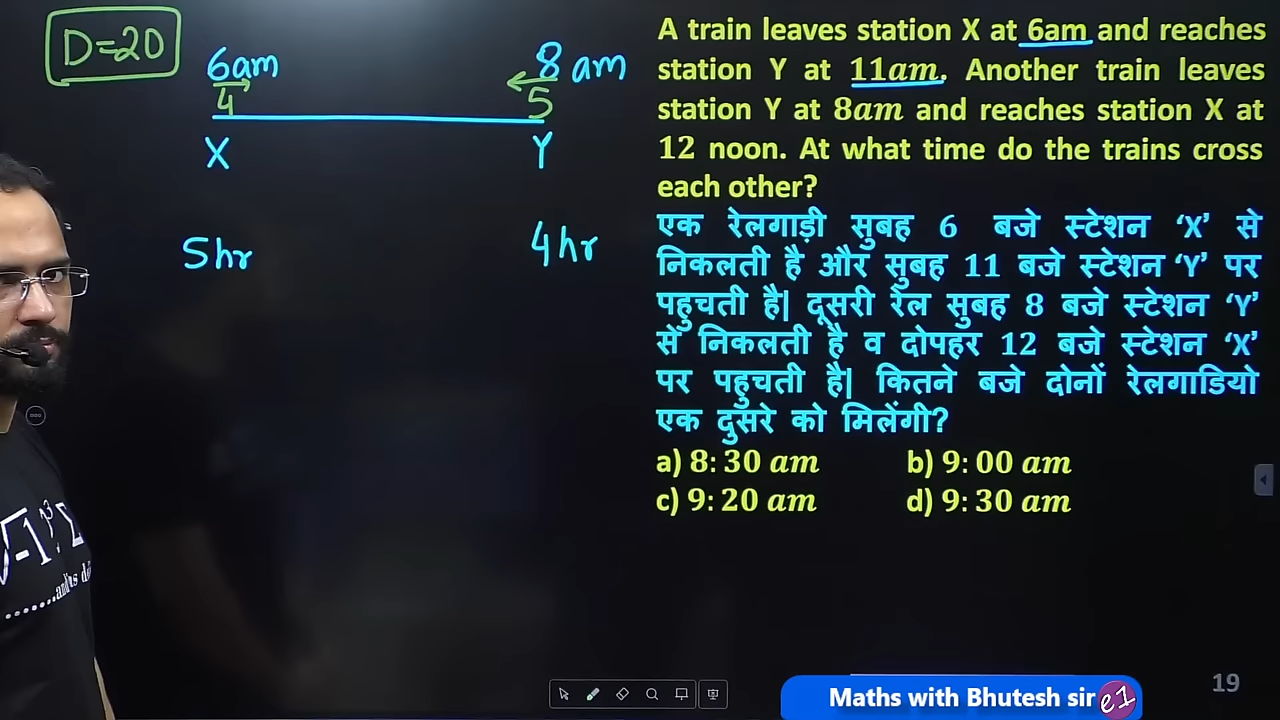 D=20
6am
8 am
4
5
X
Y
5hr
4hr
A train leaves station X at 6am and reaches
station Y at 11am. Another train leaves
station Y at 8am and reaches station X at
12 noon. At what time do the trains cross
each other?
एक रेलगाड़ी सुबह 6 बजे स्टेशन ‘X’ से
निकलती है और सुबह 11 बजे स्टेशन ‘Y’ पर
पहुचती है| दूसरी रेल सुबह 8 बजे स्टेशन ‘Y’
से निकलती है व दोपहर 12 बजे स्टेशन ‘X’
पर पहुचती है| कितने बजे दोनों रेलगाडियो
एक दुसरे को मिलेंगी?
a) 8: 30 am b) 9: 00 am
c) 9: 20 am d) 9: 30 am
Maths with Bhutesh sir e1
19